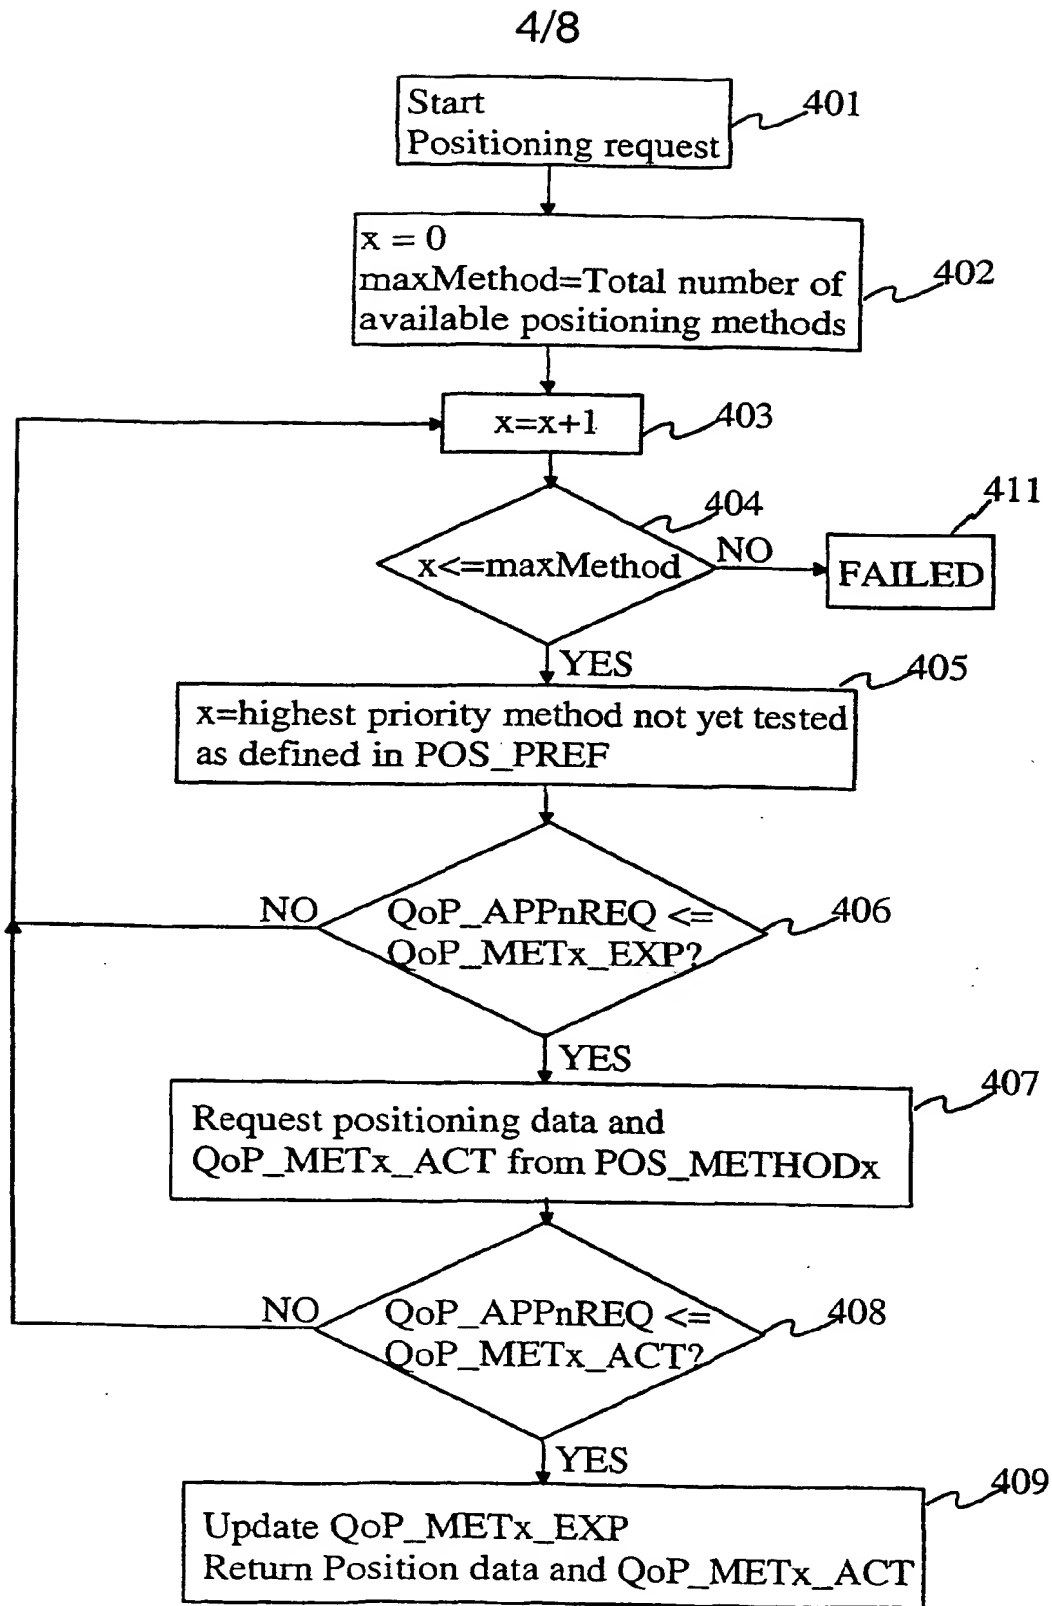 4/8
Start
Positioning request
401
x = 0
maxMethod=Total number of
available positioning methods
402
x=x+1
403
404
411
x<=maxMethod
NO
FAILED
YES
405
x=highest priority method not yet tested
as defined in POS_PREF
NO
QoP_APPnREQ <=
QoP_METx_EXP?
406
YES
407
Request positioning data and
QoP_METx_ACT from POS_METHODx
NO
QoP_APPnREQ <=
QoP_METx_ACT?
408
YES
409
Update QoP_METx_EXP
Return Position data and QoP_METx_ACT